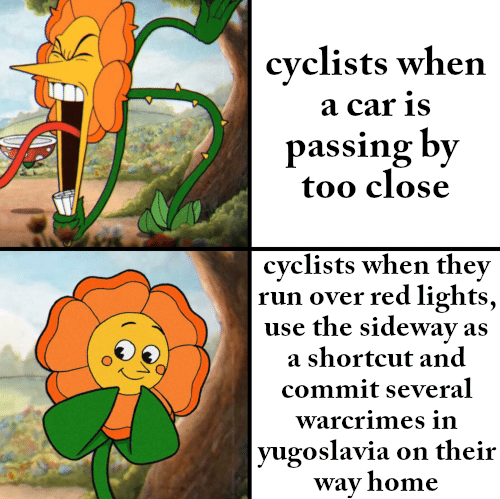 cyclists when
a car is
passing by
too close
cyclists when they
run over red lights,
use the sideway as
a shortcut and
commit several
warcrimes in
yugoslavia on their
way home